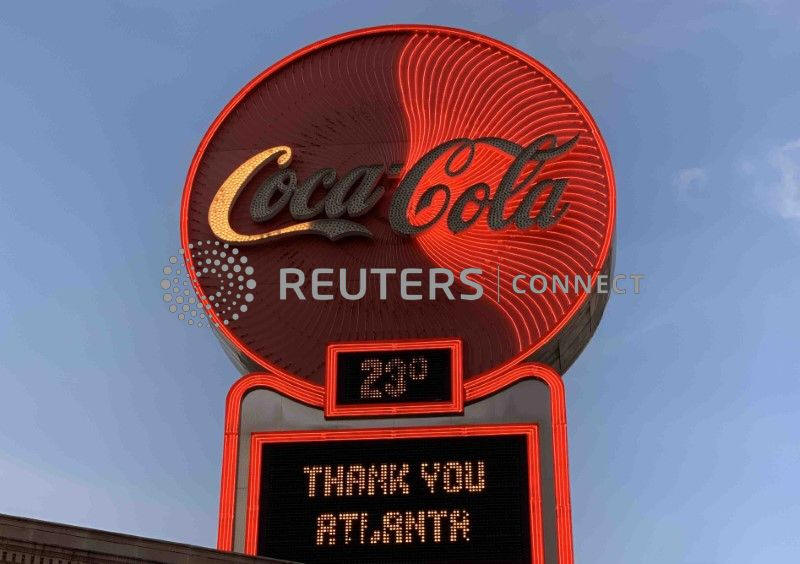 Coca-Cola
REUTERS CONNECT
23°
THANK YOU
ATLANTA